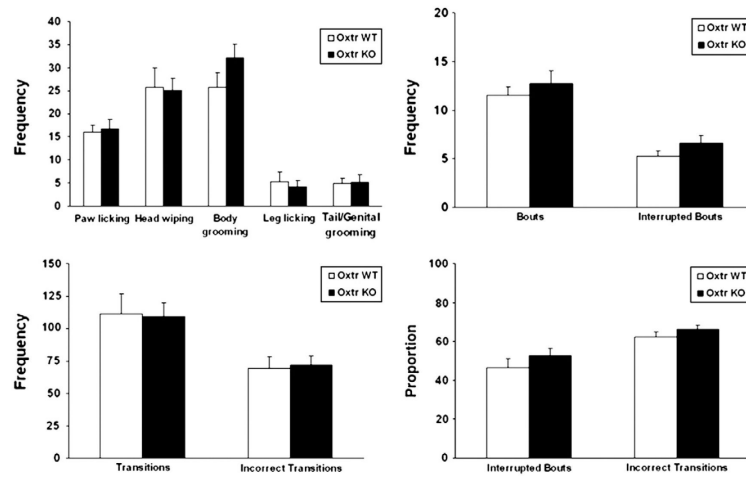 40
35
30
25
20
15
10
5
0
Frequency
Oxtr WT
Oxtr KO
Paw licking Head wiping Body grooming Leg licking Tail/Genital grooming
15
10
5
0
Frequency
Oxtr WT
Oxtr KO
Bouts Interrupted Bouts
150
125
100
75
50
25
0
Frequency
Oxtr WT
Oxtr KO
Transitions Incorrect Transitions
100
80
60
40
20
0
Proportion
Oxtr WT
Oxtr KO
Interrupted Bouts Incorrect Transitions